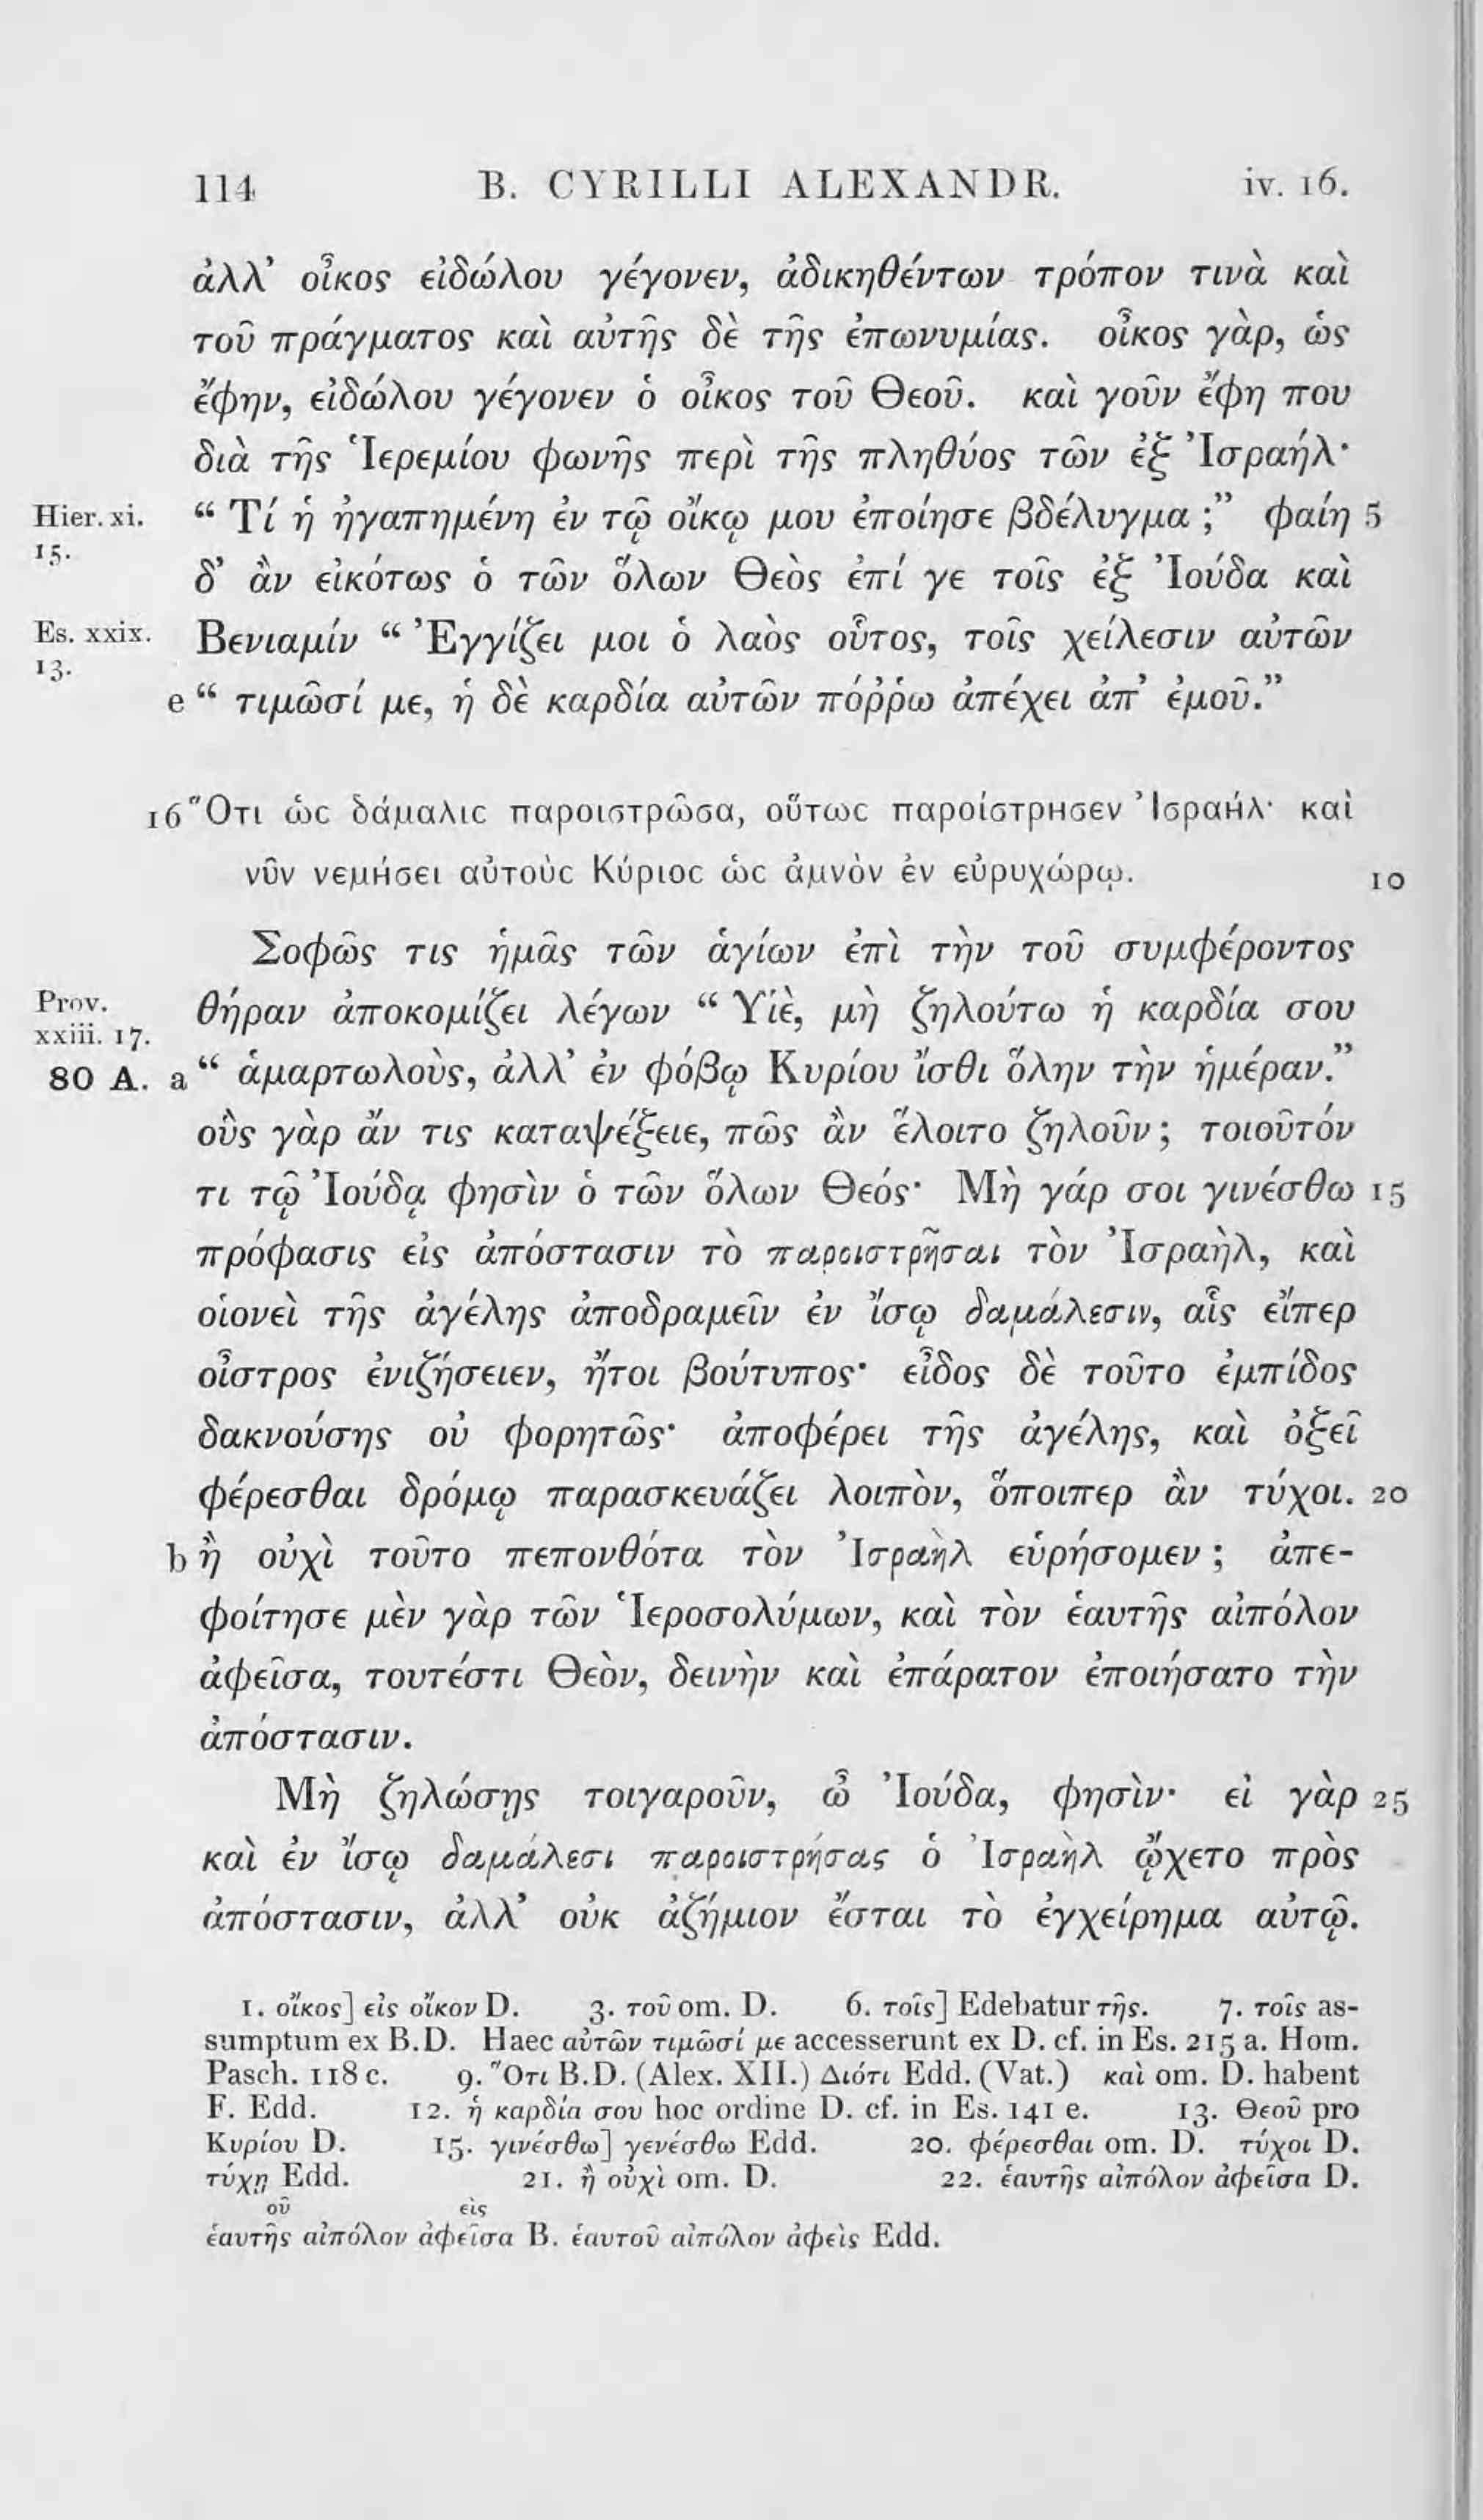 114 B. CYRILLI ALEXANDR. iv. 16.
ἀλλ’ οἶκος εἰδώλου γέγονεν, ἀδικηθέντων τρόπον τινὰ καὶ
τοῦ πράγματος καὶ αὐτῆς δὲ τῆς ἐπωνυμίας. οἶκος γὰρ, ὡς
ἔφην, εἰδώλου γέγονεν ὁ οἶκος τοῦ Θεοῦ. καὶ γοῦν ἔφη που
διὰ τῆς Ἱερεμίου φωνῆς περὶ τῆς πληθύος τῶν ἐξ Ἰσραήλ·
Hier. xi. “ Τί ἡ ἠγαπημένη ἐν τῷ οἴκῳ μου ἐποίησε βδέλυγμα ;” φαίη 5
15.
δ’ ἂν εἰκότως ὁ τῶν ὅλων Θεὸς ἐπί γε τοῖς ἐξ Ἰούδα καὶ
Es. xxix. Βενιαμίν “ Ἐγγίζει μοι ὁ λαὸς οὗτος, τοῖς χείλεσιν αὐτῶν
13.
e “ τιμῶσί με, ἡ δὲ καρδία αὐτῶν πόῤῥω ἀπέχει ἀπ’ ἐμοῦ.”
16 Ὅτι ὡς δάμαλις παροιστρῶσα, οὕτως παροίστρησεν Ἰσραήλ· καὶ
νῦν νεμήσει αὐτοὺς Κύριος ὡς ἀμνὸν ἐν εὐρυχώρῳ. 10
Σοφῶς τις ἡμᾶς τῶν ἁγίων ἐπὶ τὴν τοῦ συμφέροντος
Prov. θήραν ἀποκομίζει λέγων “ Υἱὲ, μὴ ζηλούτω ἡ καρδία σου
xxiii. 17.
80 A. a “ ἁμαρτωλοὺς, ἀλλ’ ἐν φόβῳ Κυρίου ἴσθι ὅλην τὴν ἡμέραν.”
οὓς γὰρ ἄν τις καταψέξειε, πῶς ἂν ἕλοιτο ζηλοῦν ; τοιοῦτόν
τι τῷ Ἰούδᾳ φησὶν ὁ τῶν ὅλων Θεός· Μὴ γάρ σοι γινέσθω 15
πρόφασις εἰς ἀπόστασιν τὸ παροιστρῆσαι τὸν Ἰσραὴλ, καὶ
οἱονεὶ τῆς ἀγέλης ἀποδραμεῖν ἐν ἴσῳ δαμάλεσιν, αἷς εἴπερ
οἶστρος ἐνιζήσειεν, ἤτοι βούτυπος· εἶδος δὲ τοῦτο ἐμπίδος
δακνούσης οὐ φορητῶς· ἀποφέρει τῆς ἀγέλης, καὶ ὀξεῖ
φέρεσθαι δρόμῳ παρασκευάζει λοιπὸν, ὅποιπερ ἂν τύχοι. 20
b ἢ οὐχὶ τοῦτο πεπονθότα τὸν Ἰσραὴλ εὑρήσομεν ; ἀπε-
φοίτησε μὲν γὰρ τῶν Ἱεροσολύμων, καὶ τὸν ἑαυτῆς αἰπόλον
ἀφεῖσα, τουτέστι Θεὸν, δεινὴν καὶ ἐπάρατον ἐποιήσατο τὴν
ἀπόστασιν.
Μὴ ζηλώσῃς τοιγαροῦν, ὦ Ἰούδα, φησὶν· εἰ γὰρ 25
καὶ ἐν ἴσῳ δαμάλεσι παροιστρήσας ὁ Ἰσραὴλ ᾤχετο πρὸς
ἀπόστασιν, ἀλλ’ οὐκ ἀζήμιον ἔσται τὸ ἐγχείρημα αὐτῷ.
1. οἶκος] εἰς οἶκον D. 3. τοῦ om. D. 6. τοῖς] Edebatur τῆς. 7. τοῖς as-
sumptum ex B.D. Haec αὐτῶν τιμῶσί με accesserunt ex D. cf. in Es. 215 a. Hom.
Pasch. 118 c. 9. Ὅτι B.D. (Alex. XII.) Διότι Edd. (Vat.) καὶ om. D. habent
F. Edd. 12. ἡ καρδία σου hoc ordine D. cf. in Es. 141 e. 13. Θεοῦ pro
Κυρίου D. 15. γινέσθω] γενέσθω Edd. 20. φέρεσθαι om. D. τύχοι D.
τύχῃ Edd. 21. ἢ οὐχὶ om. D. 22. ἑαυτῆς αἰπόλον ἀφεῖσα D.
οῦ εὶς
ἑαυτῆς αἰπόλον ἀφεῖσα B. ἑαυτοῦ αἰπόλον ἀφεὶς Edd.